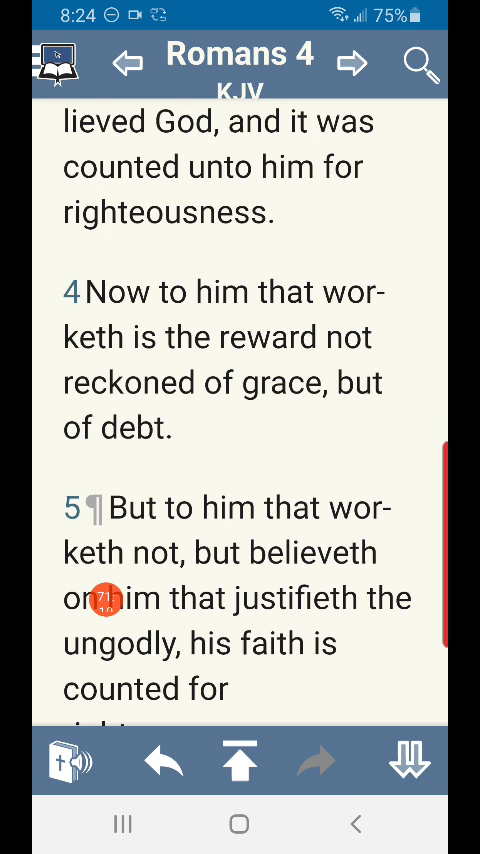 8:24
75%
Romans 4
KJV
lieved God, and it was
counted unto him for
righteousness.
4 Now to him that wor-
keth is the reward not
reckoned of grace, but
of debt.
5 ¶ But to him that wor-
keth not, but believeth
on him that justifieth the
ungodly, his faith is
counted for